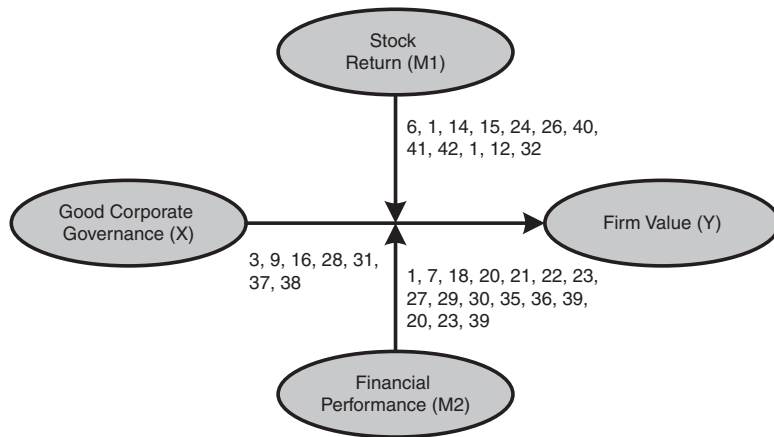 Stock
Return (M1)
6, 1, 14, 15, 24, 26, 40,
41, 42, 1, 12, 32
Good Corporate
Governance (X)
Firm Value (Y)
3, 9, 16, 28, 31,
37, 38
1, 7, 18, 20, 21, 22, 23,
27, 29, 30, 35, 36, 39,
20, 23, 39
Financial
Performance (M2)